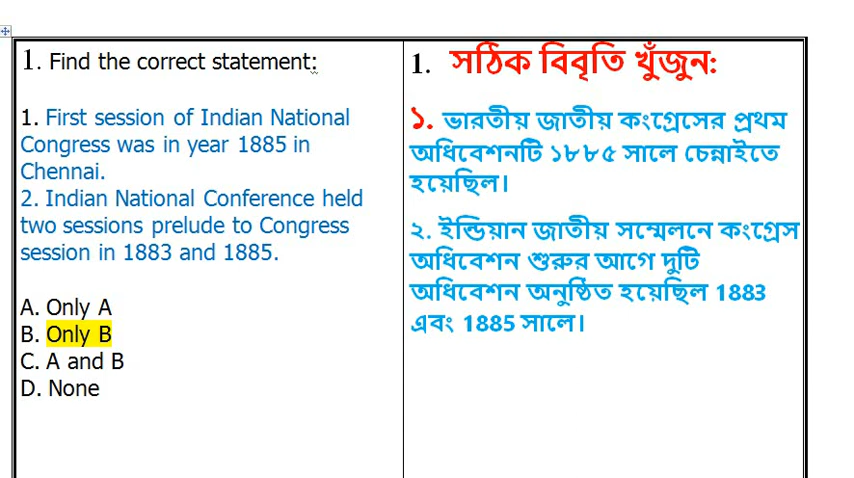 1. Find the correct statement:
1. First session of Indian National
Congress was in year 1885 in
Chennai.
2. Indian National Conference held
two sessions prelude to Congress
session in 1883 and 1885.
A. Only A
B. Only B
C. A and B
D. None
1. সঠিক বিবৃতি খুঁজুন:
১. ভারতীয় জাতীয় কংগ্রেসের প্রথম
অধিবেশনটি ১৮৮৫ সালে চেন্নাইতে
হয়েছিল।
২. ইন্ডিয়ান জাতীয় সম্মেলনে কংগ্রেস
অধিবেশন শুরুর আগে দুটি
অধিবেশন অনুষ্ঠিত হয়েছিল 1883
এবং 1885 সালে।